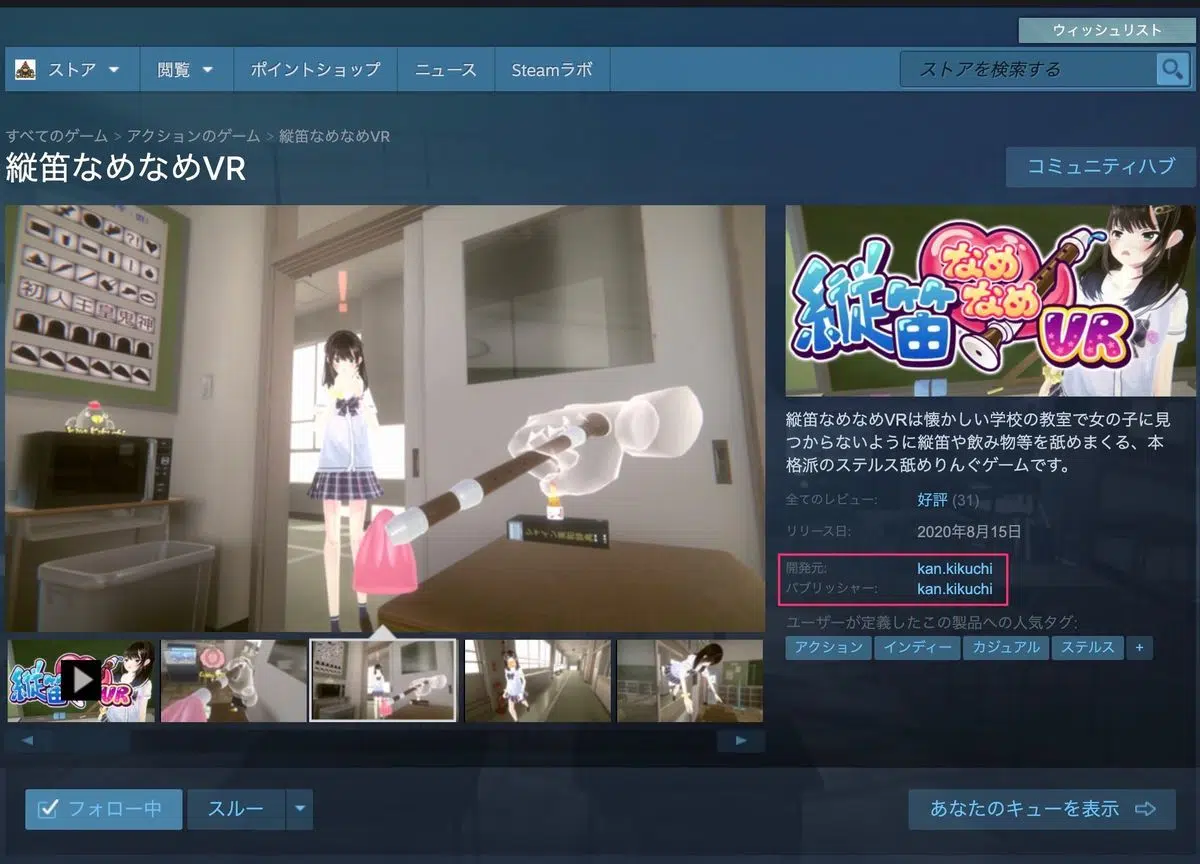 ウィッシュリスト
ストア 閲覧 ポイントショップ ニュース Steamラボ ストアを検索する
すべてのゲーム > アクションのゲーム > 縦笛なめなめVR
縦笛なめなめVR
コミュニティハブ
初人王皇鬼神
縦笛なめなめVR
縦笛なめなめVRは懐かしい学校の教室で女の子に見
つからないように縦笛や飲み物等を舐めまくる、本
格派のステルス舐めりんぐゲームです。
全てのレビュー: 好評 (31)
リリース日: 2020年8月15日
開発元: kan.kikuchi
パブリッシャー: kan.kikuchi
ユーザーが定義したこの製品への人気タグ:
アクション インディー カジュアル ステルス +
フォロー中 スルー あなたのキューを表示